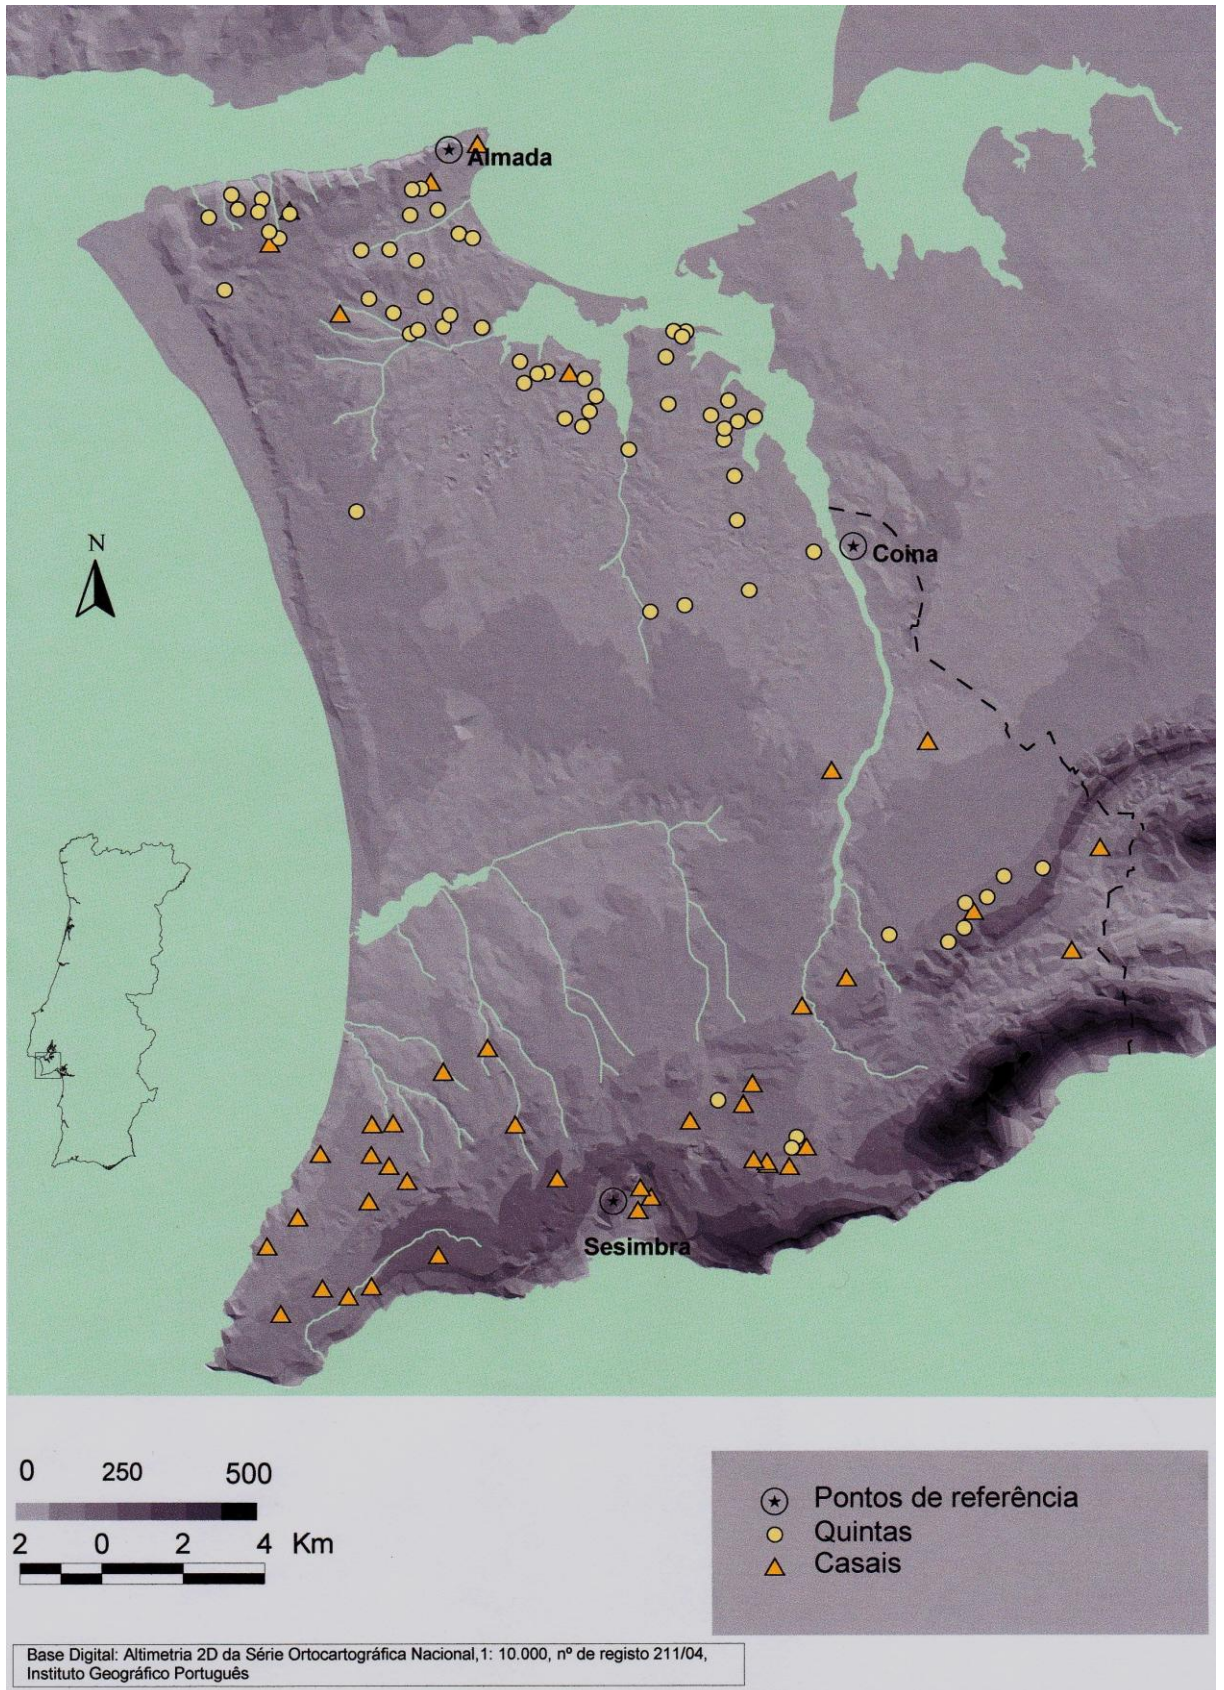 Almada
Coina
N
Sesimbra
0 250 500
2 0 2 4 Km
Pontos de referência
Quintas
Casais
Base Digital: Altimetria 2D da Série Ortocartográfica Nacional,1: 10.000, nº de registo 211/04,
Instituto Geográfico Português